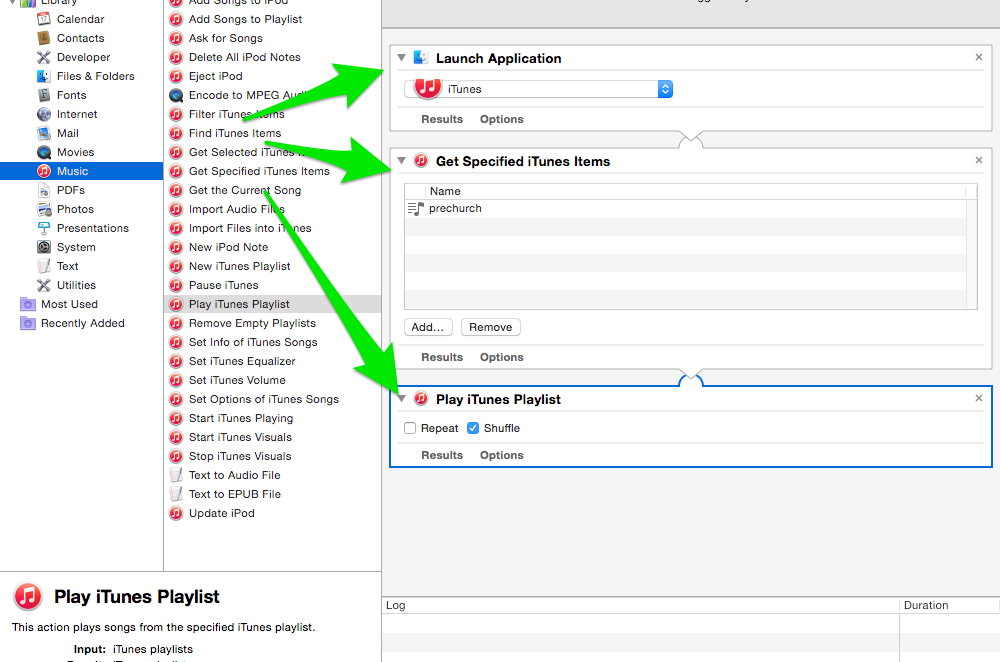 Library
Calendar
Contacts
Developer
Files & Folders
Fonts
Internet
Mail
Movies
Music
PDFs
Photos
Presentations
System
Text
Utilities
Most Used
Recently Added
Add Songs to iPod
Add Songs to Playlist
Ask for Songs
Delete All iPod Notes
Eject iPod
Encode to MPEG
Filter iTunes Items
Find iTunes Items
Get Selected iTunes
Get Specified iTunes Items
Get the Current Song
Import Audio Files
Import Files into iTunes
New iPod Note
New iTunes Playlist
Pause iTunes
Play iTunes Playlist
Remove Empty Playlists
Set Info of iTunes Songs
Set iTunes Equalizer
Set iTunes Volume
Set Options of iTunes Songs
Start iTunes Playing
Start iTunes Visuals
Stop iTunes Visuals
Text to Audio File
Text to EPUB File
Update iPod
Launch Application
iTunes
Results Options
Get Specified iTunes Items
Name
prechurch
Add... Remove
Results Options
Play iTunes Playlist
Repeat Shuffle
Results Options
Log Duration
Play iTunes Playlist
This action plays songs from the specified iTunes playlist.
Input: iTunes playlists